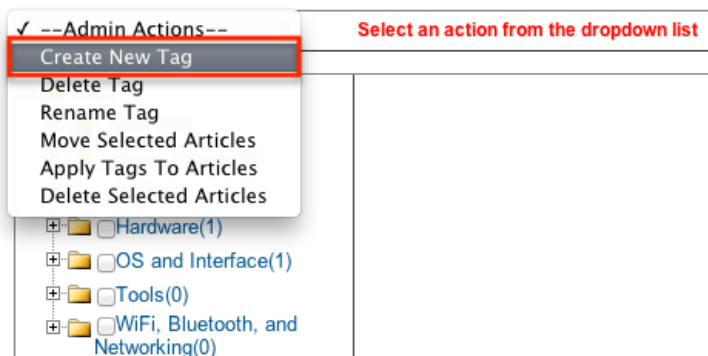 ✓ --Admin Actions--
Select an action from the dropdown list
Create New Tag
Delete Tag
Rename Tag
Move Selected Articles
Apply Tags To Articles
Delete Selected Articles
Hardware(1)
OS and Interface(1)
Tools(0)
WiFi, Bluetooth, and
Networking(0)